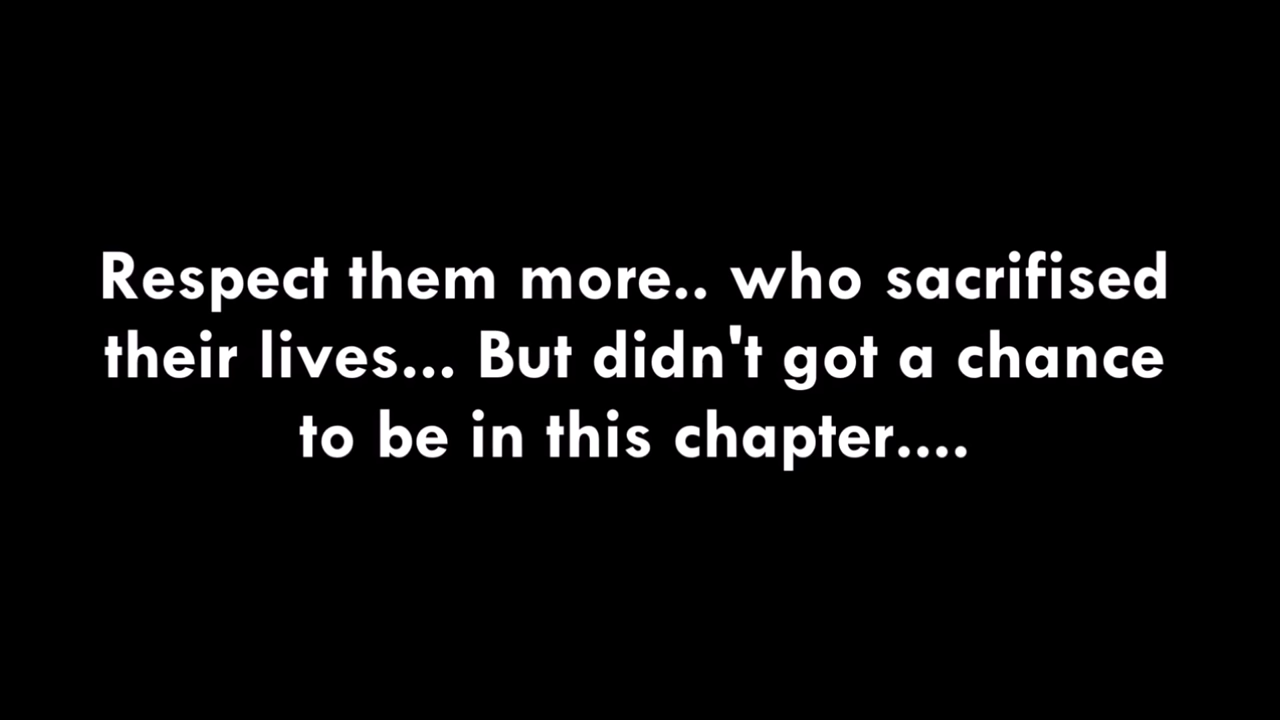 Respect them more.. who sacrifised
their lives... But didn't got a chance
to be in this chapter....